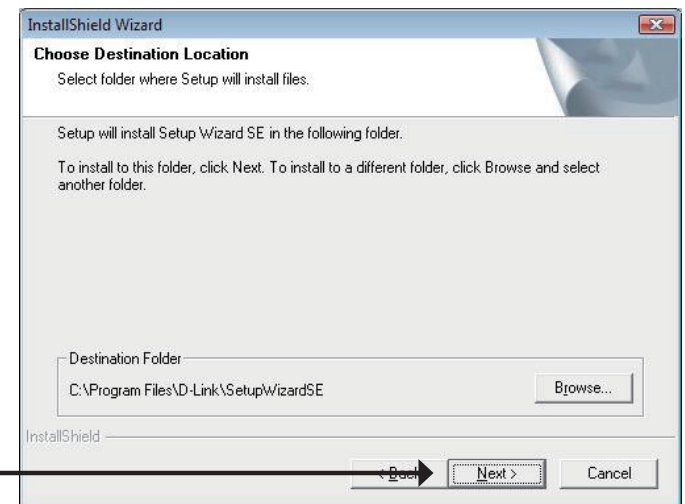 InstallShield Wizard
Choose Destination Location
Select folder where Setup will install files.
Setup will install Setup Wizard SE in the following folder.
To install to this folder, click Next. To install to a different folder, click Browse and select
another folder.
Destination Folder
C:\Program Files\D-Link\SetupWizardSE
Browse...
InstallShield
< Back
Next >
Cancel